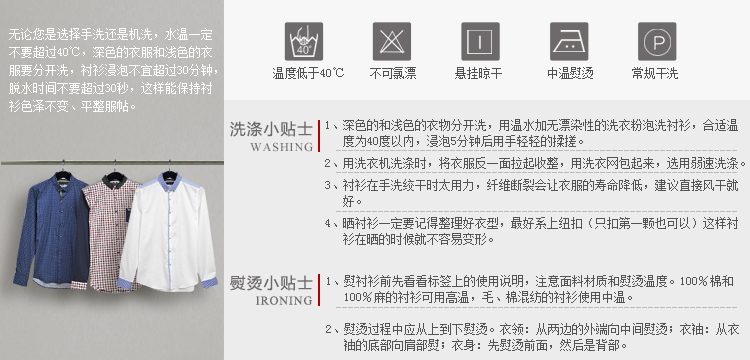 无论您是选择手洗还是机洗，水温一定
不要超过40℃，深色的衣服和浅色的衣
服要分开洗，衬衫浸泡不宜超过30分钟，
脱水时间不要超过30秒，这样能保持衬
衫色泽不变、平整服帖。
40°
P
温度低于40℃
不可氯漂
悬挂晾干
中温熨烫
常规干洗
洗涤小贴士
WASHING
1、深色的和浅色的衣物分开洗，用温水加无漂染性的洗衣粉泡洗衬衫，合适温
度为40度以内，浸泡5分钟后用手轻轻的揉搓。
2、用洗衣机洗涤时，将衣服反一面拉起收整，用洗衣网包起来，选用弱速洗涤。
3、衬衫在手洗绞干时太用力，纤维断裂会让衣服的寿命降低，建议直接风干就
好。
4、晒衬衫一定要记得整理好衣型，最好系上纽扣（只扣第一颗也可以）这样衬
衫在晒的时候就不容易变形。
熨烫小贴士
IRONING
1、熨衬衫前先看看标签上的使用说明，注意面料材质和熨烫温度。100%棉和
100%麻的衬衫可用高温，毛、棉混纺的衬衫使用中温。
2、熨烫过程中应从上到下熨烫。衣领：从两边的外端向中间熨烫；衣袖：从衣
袖的底部向肩部熨；衣身：先熨烫前面，然后是背部。